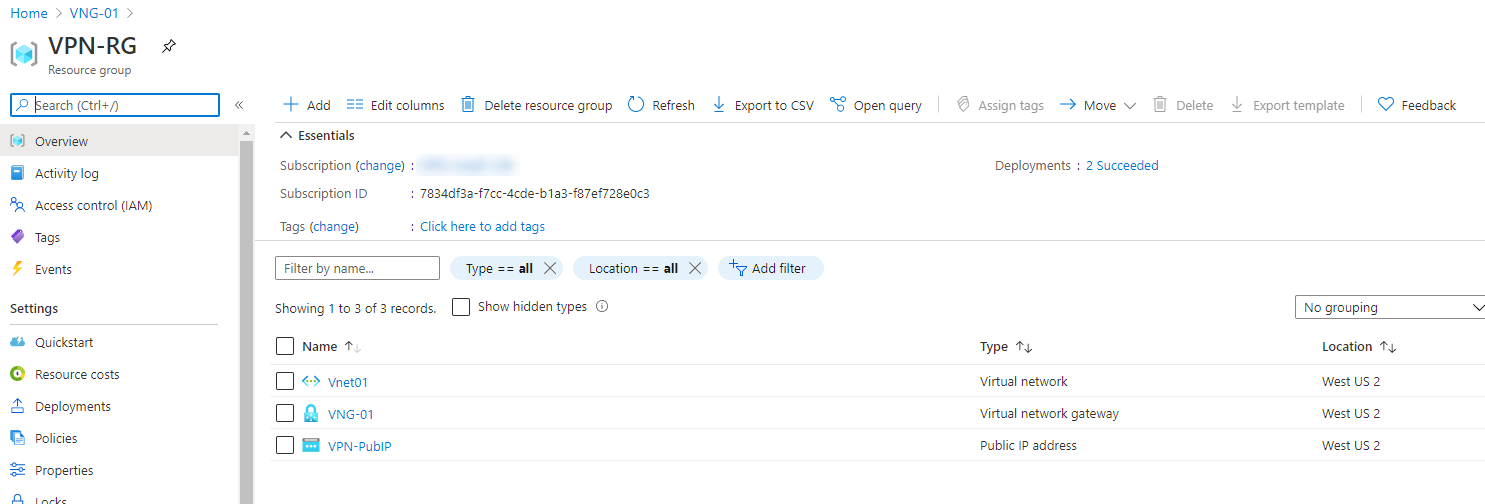 Home > VNG-01 >
VPN-RG
Resource group
Search (Ctrl+/)
«
Overview
Activity log
Access control (IAM)
Tags
Events
Settings
Quickstart
Resource costs
Deployments
Policies
Properties
Locks
Add Edit columns Delete resource group Refresh Export to CSV Open query Assign tags Move Delete Export template Feedback
Essentials
Subscription (change) :
Deployments : 2 Succeeded
Subscription ID : 7834df3a-f7cc-4cde-b1a3-f87ef728e0c3
Tags (change) : Click here to add tags
Filter by name... Type == all Location == all Add filter
Showing 1 to 3 of 3 records. Show hidden types No grouping
Name Type Location
Vnet01 Virtual network West US 2
VNG-01 Virtual network gateway West US 2
VPN-PubIP Public IP address West US 2